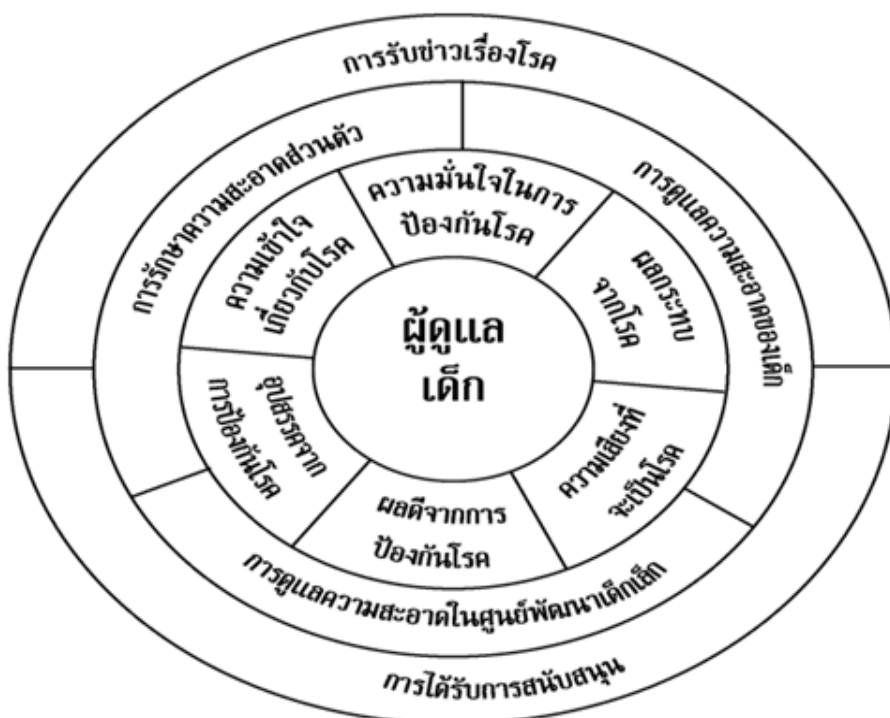 การรับข่าวเรื่องโรค
การรักษาความสะอาดส่วนตัว
การดูแลความสะอาดของเด็ก
ความมั่นใจในการ
ป้องกันโรค
ความเข้าใจ
เกี่ยวกับโรค
ผลกระทบ
จากโรค
ผู้ดูแล
เด็ก
อุปสรรคจาก
การป้องกันโรค
ความเสี่ยงที่
จะเป็นโรค
ผลดีจากการ
ป้องกันโรค
การดูแลความสะอาดในศูนย์พัฒนาเด็กเล็ก
การได้รับการสนับสนุน